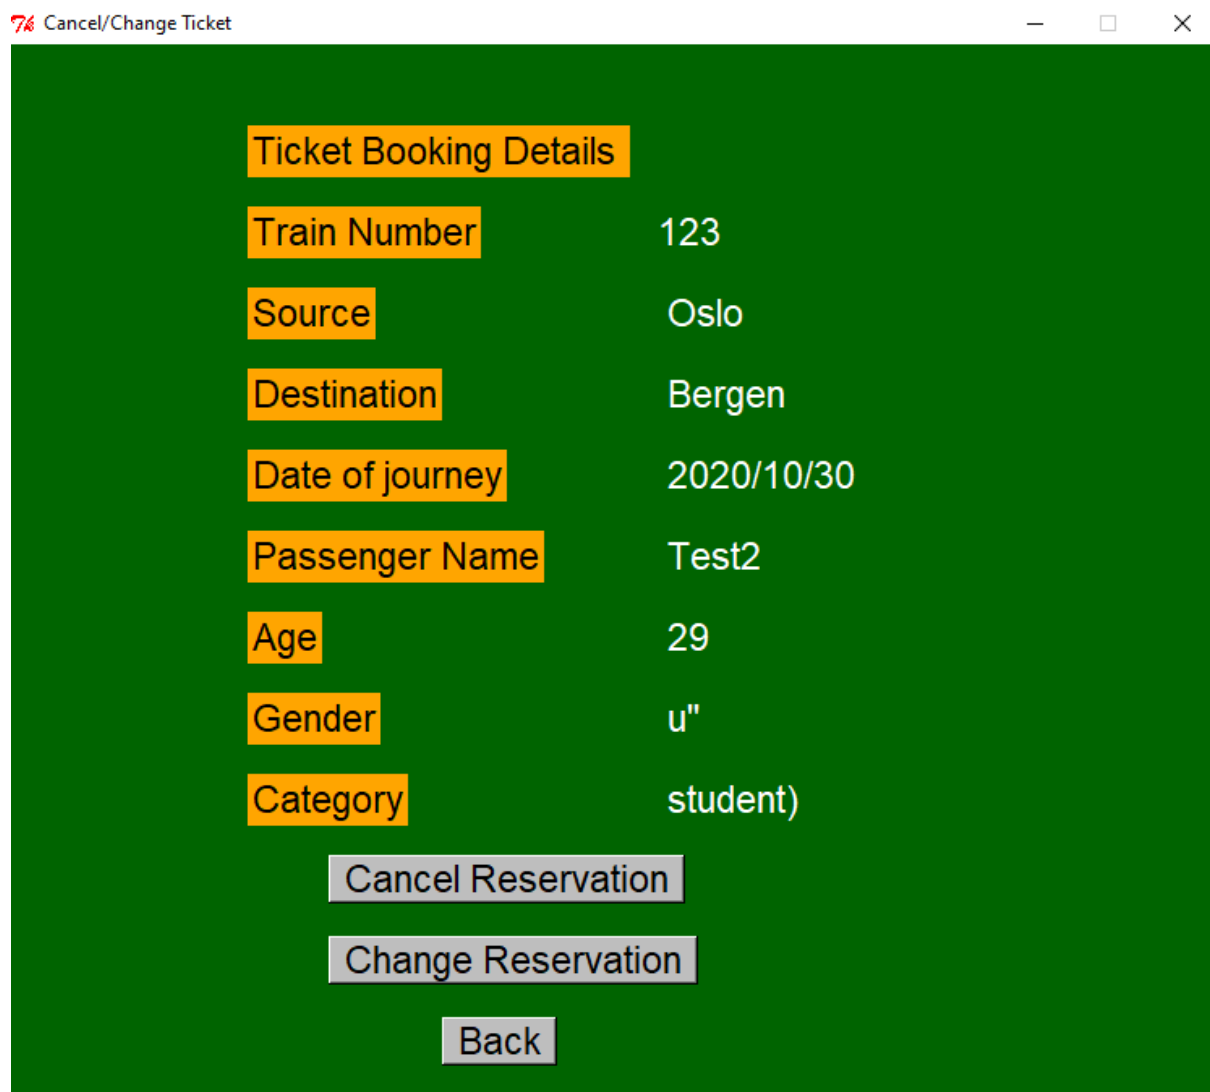 Cancel/Change Ticket
Ticket Booking Details
Train Number 123
Source Oslo
Destination Bergen
Date of journey 2020/10/30
Passenger Name Test2
Age 29
Gender u"
Category student)
Cancel Reservation
Change Reservation
Back